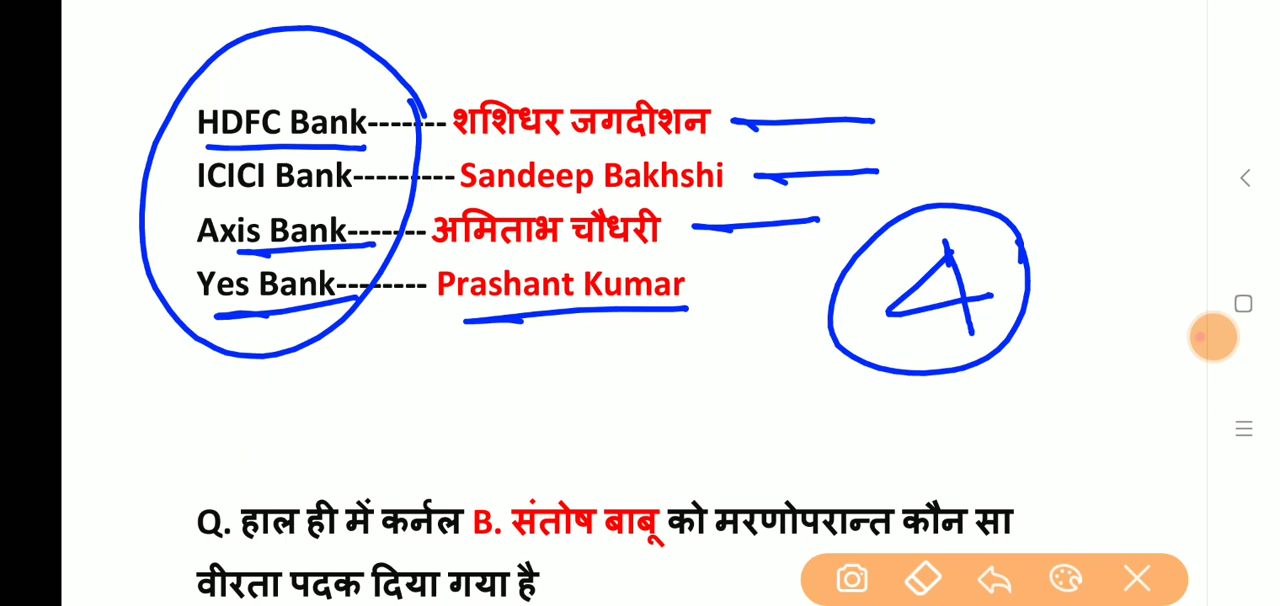 HDFC Bank------- शशिधर जगदीशन
ICICI Bank--------- Sandeep Bakhshi
Axis Bank------- अमिताभ चौधरी
Yes Bank-------- Prashant Kumar
4
Q. हाल ही में कर्नल B. संतोष बाबू को मरणोपरान्त कौन सा
वीरता पदक दिया गया है